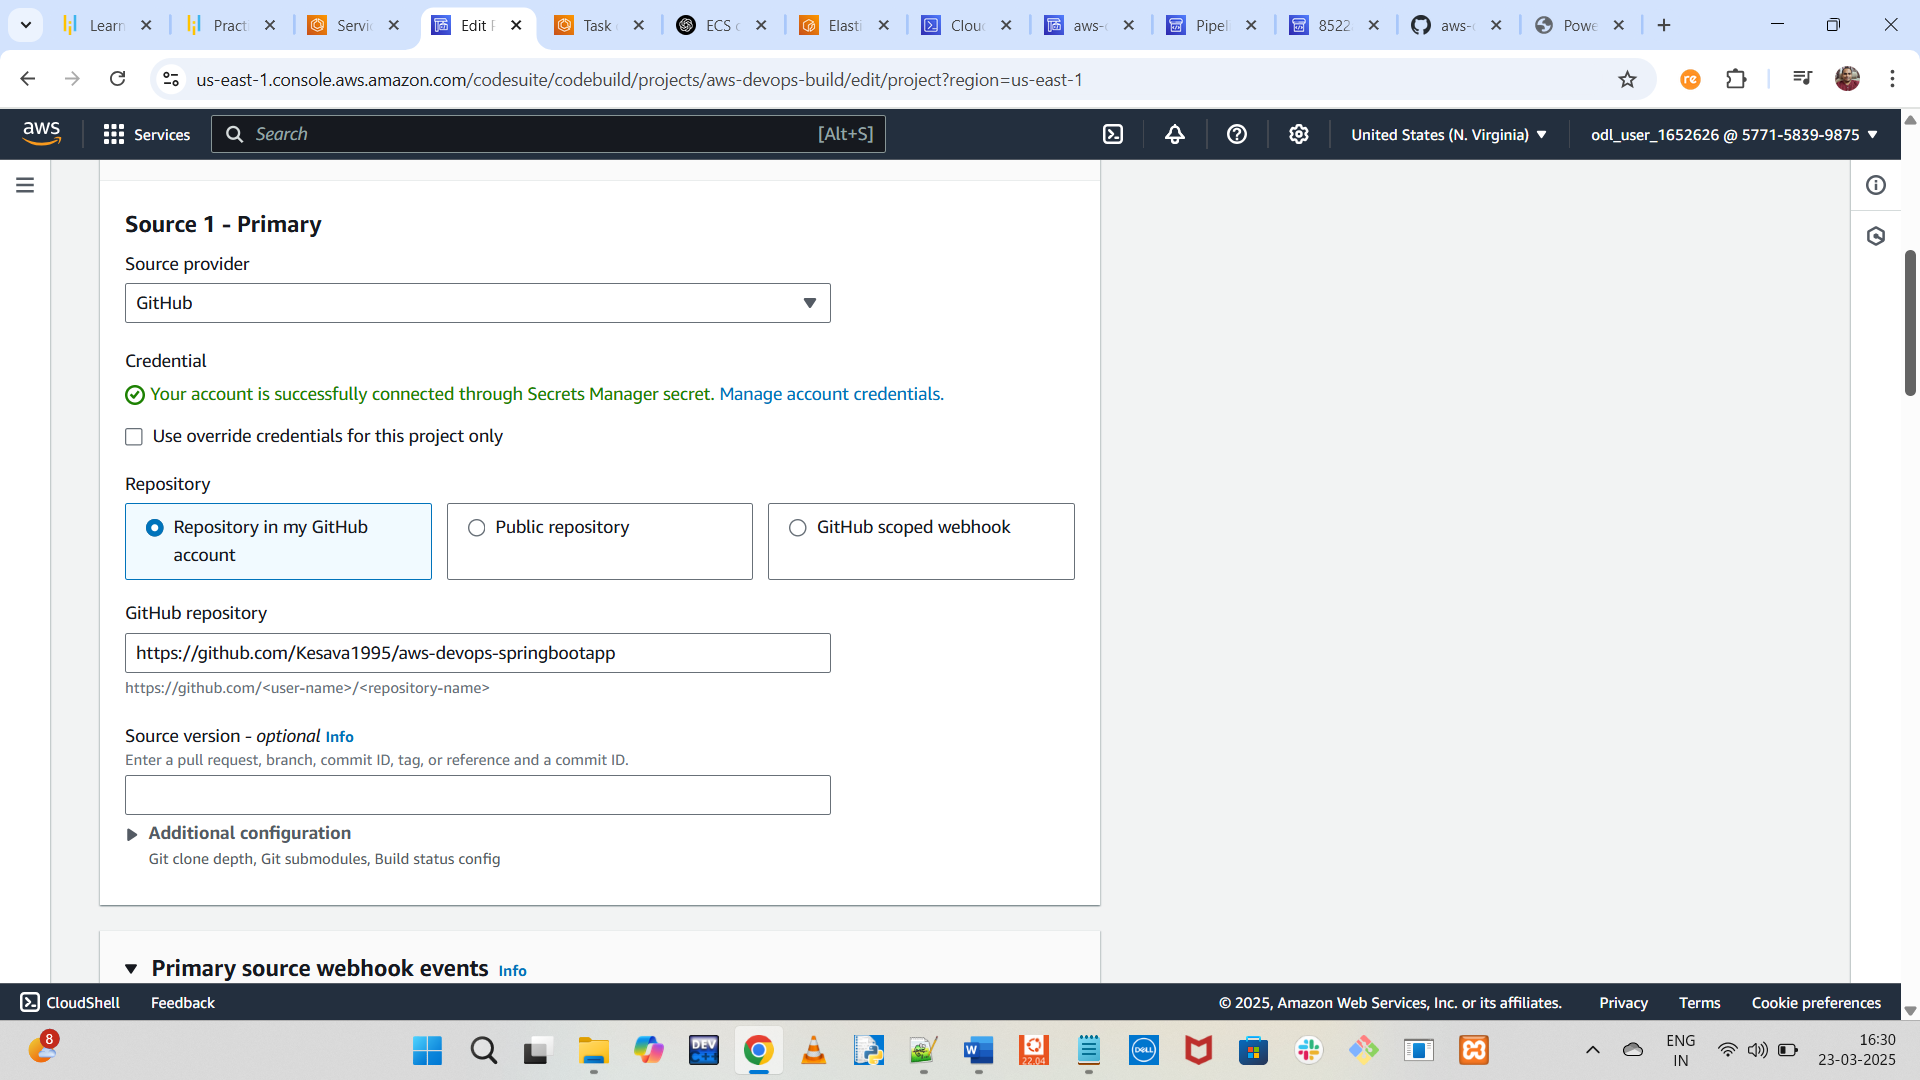 Learn
Practi
Servic
Edit P
Task
ECS
Elasti
Clou
aws-
Pipel
8522
aws-
Powe
us-east-1.console.aws.amazon.com/codesuite/codebuild/projects/aws-devops-build/edit/project?region=us-east-1
re
aws
Services
Search
[Alt+S]
United States (N. Virginia)
odl_user_1652626 @ 5771-5839-9875
Source 1 - Primary
Source provider
GitHub
Credential
Your account is successfully connected through Secrets Manager secret. Manage account credentials.
Use override credentials for this project only
Repository
Repository in my GitHub
account
Public repository
GitHub scoped webhook
GitHub repository
https://github.com/Kesava1995/aws-devops-springbootapp
https://github.com/<user-name>/<repository-name>
Source version - optional Info
Enter a pull request, branch, commit ID, tag, or reference and a commit ID.
Additional configuration
Git clone depth, Git submodules, Build status config
Primary source webhook events Info
CloudShell
Feedback
© 2025, Amazon Web Services, Inc. or its affiliates.
Privacy
Terms
Cookie preferences
8
DEV
C++
W
22.04
DELL
ENG
IN
16:30
23-03-2025